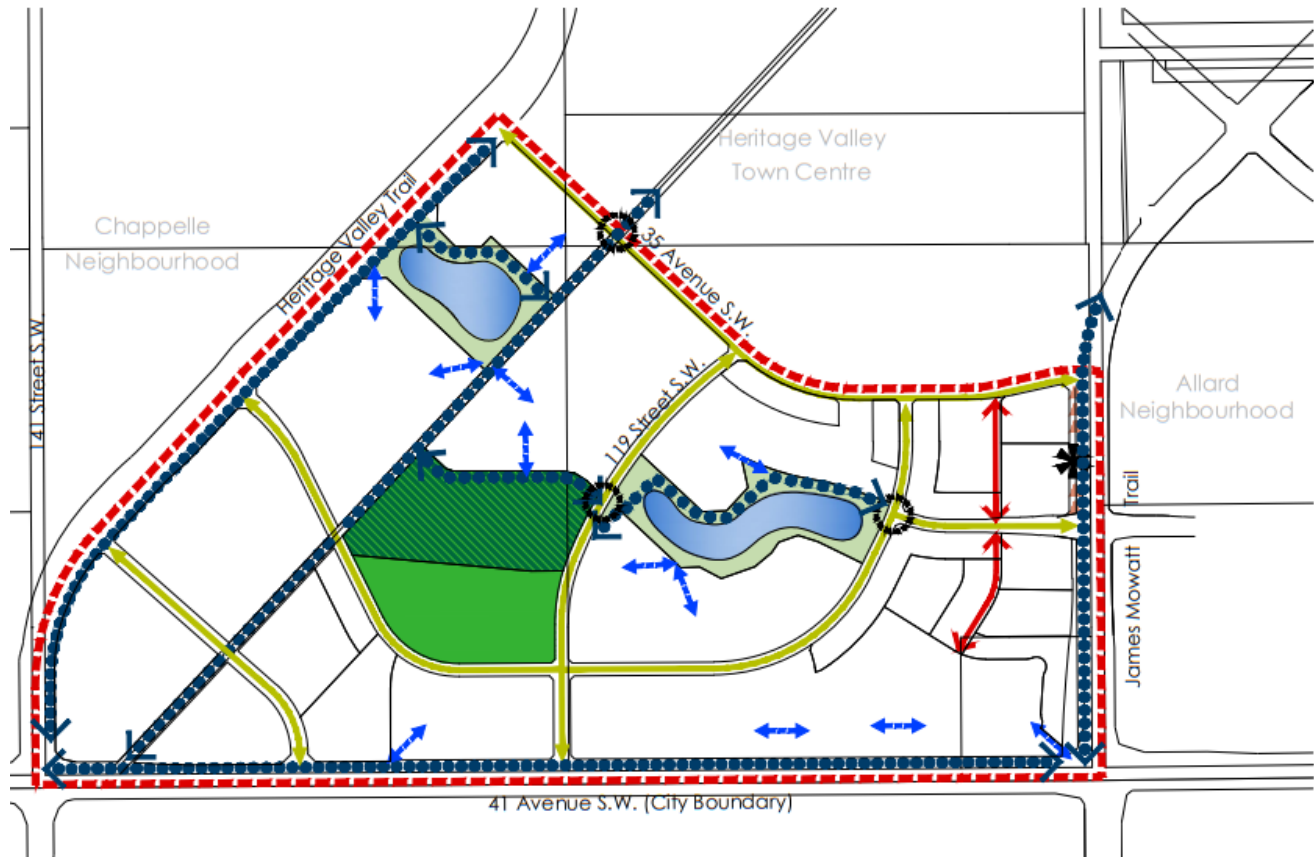 Heritage Valley
Town Centre
Chappelle
Neighbourhood
Heritage Valley Trail
35 Avenue S.W.
141 Street S.W.
119 Street S.W.
Allard
Neighbourhood
James Mowatt Trail
41 Avenue S.W. (City Boundary)